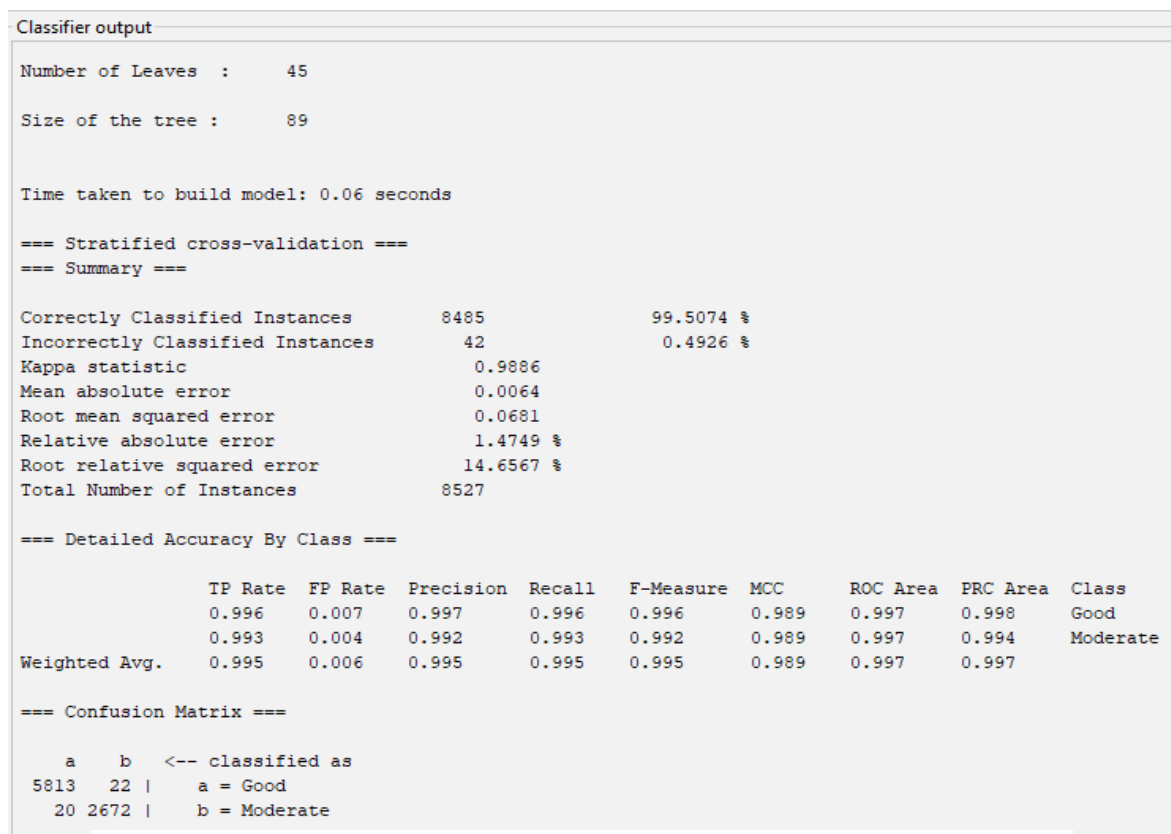 Classifier output
Number of Leaves  :     45
Size of the tree :      89
Time taken to build model: 0.06 seconds
=== Stratified cross-validation ===
=== Summary ===
Correctly Classified Instances        8485               99.5074 %
Incorrectly Classified Instances        42                0.4926 %
Kappa statistic                          0.9886
Mean absolute error                      0.0064
Root mean squared error                  0.0681
Relative absolute error                  1.4749 %
Root relative squared error             14.6567 %
Total Number of Instances             8527
=== Detailed Accuracy By Class ===
TP Rate  FP Rate  Precision  Recall   F-Measure  MCC      ROC Area  PRC Area  Class
0.996    0.007    0.997      0.996    0.996      0.989    0.997     0.998     Good
0.993    0.004    0.992      0.993    0.992      0.989    0.997     0.994     Moderate
Weighted Avg.    0.995    0.006    0.995      0.995    0.995      0.989    0.997     0.997
=== Confusion Matrix ===
a    b   <-- classified as
5813   22 |    a = Good
20 2672 |    b = Moderate